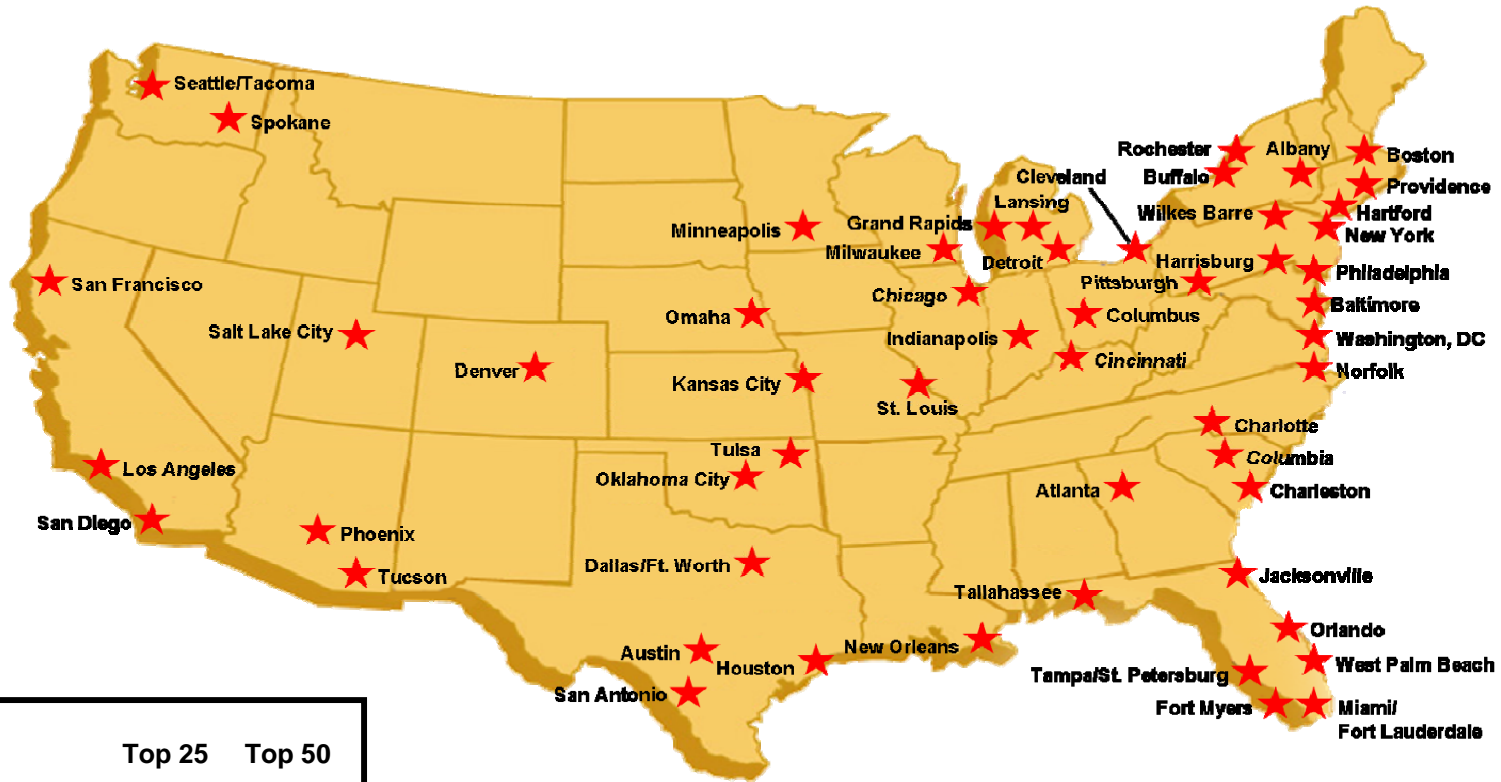 Seattle/Tacoma
Spokane
Rochester
Albany
Boston
Cleveland
Buffalo
Providence
Lansing
Wilkes Barre
Hartford
Grand Rapids
Minneapolis
New York
Milwaukee
Detroit
Harrisburg
Philadelphia
San Francisco
Pittsburgh
Chicago
Baltimore
Omaha
Columbus
Salt Lake City
Indianapolis
Washington, DC
Cincinnati
Denver
Kansas City
Norfolk
St. Louis
Charlotte
Tulsa
Columbia
Los Angeles
Oklahoma City
Atlanta
Charleston
San Diego
Phoenix
Dallas/Ft. Worth
Tucson
Jacksonville
Tallahassee
Orlando
New Orleans
Austin
Houston
West Palm Beach
Tampa/St. Petersburg
San Antonio
Fort Myers
Miami/
Fort Lauderdale
Top 25 Top 50